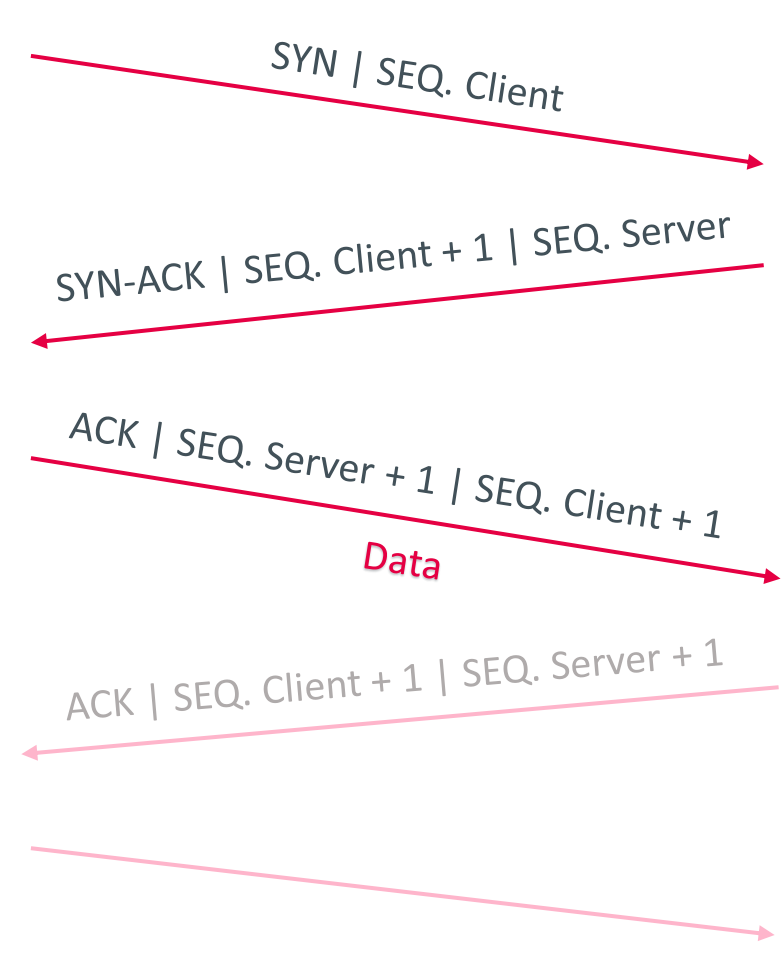 SYN | SEQ. Client
SYN-ACK | SEQ. Client + 1 | SEQ. Server
ACK | SEQ. Server + 1 | SEQ. Client + 1
Data
ACK | SEQ. Client + 1 | SEQ. Server + 1